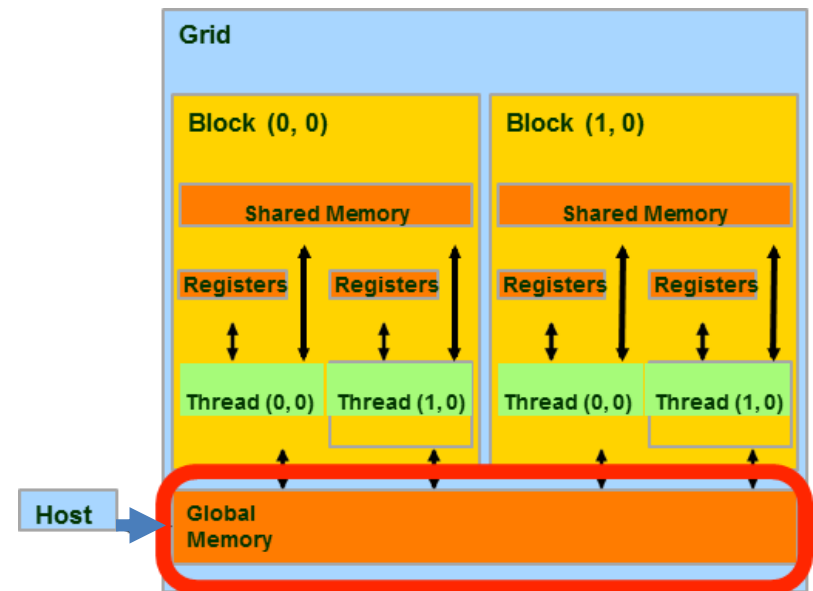 Grid
Block (0, 0)
Block (1, 0)
Shared Memory
Shared Memory
Registers
Registers
Registers
Registers
Thread (0, 0)
Thread (1, 0)
Thread (0, 0)
Thread (1, 0)
Host
Global
Memory